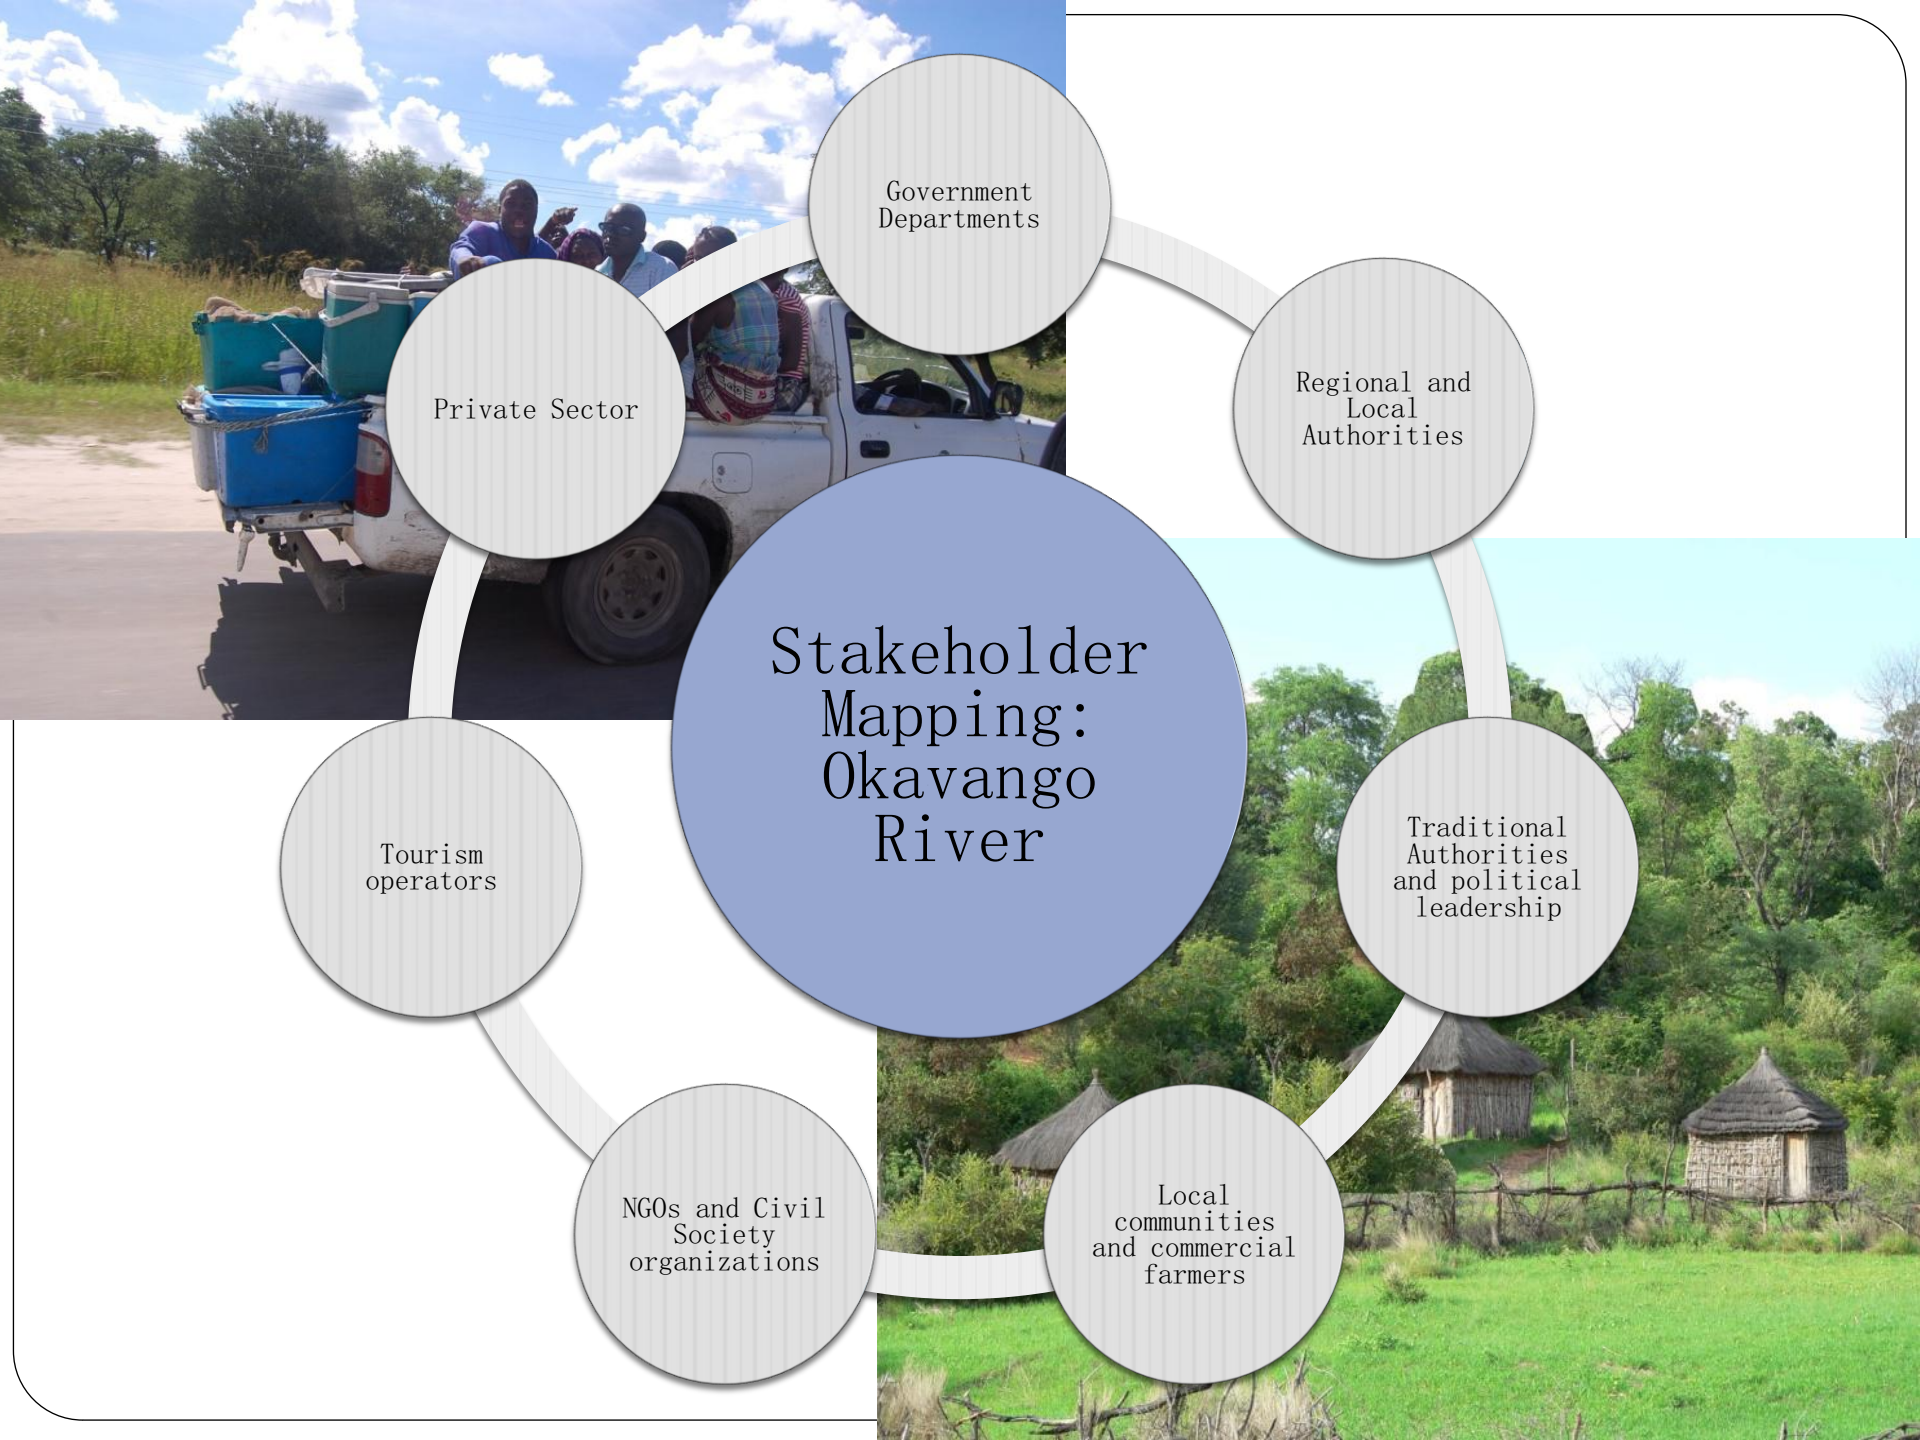 Government
Departments
Regional and
Local
Authorities
Private Sector
Stakeholder
Mapping:
Okavango
River
Traditional
Authorities
and political
leadership
Tourism
operators
Local
communities
and commercial
farmers
NGOs and Civil
Society
organizations